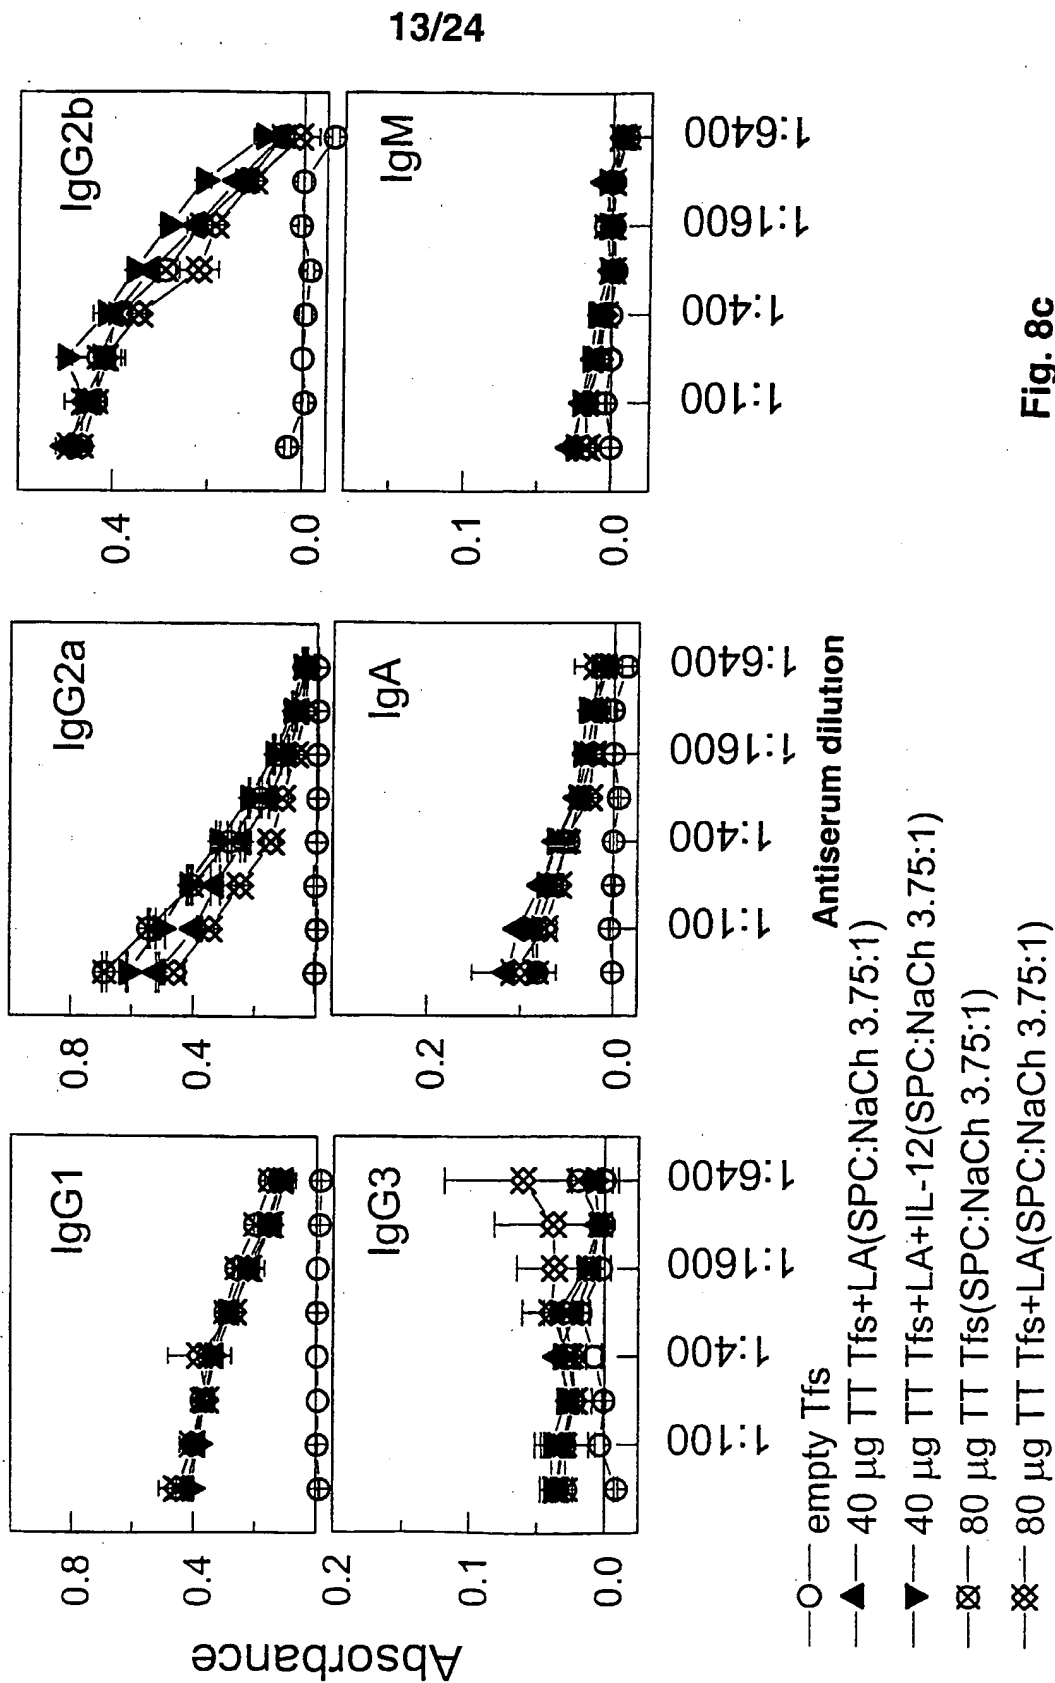 13/24
Absorbance
IgG1
IgG2a
IgG2b
0.8
0.4
0.8
0.4
0.4
0.0
IgG3
IgA
IgM
0.1
0.0
0.2
0.0
0.1
0.0
1:100
1:400
1:1600
1:6400
1:100
1:400
1:1600
1:6400
1:100
1:400
1:1600
1:6400
Antiserum dilution
empty Tfs
40 µg TT Tfs+LA(SPC:NaCh 3.75:1)
40 µg TT Tfs+LA+IL-12(SPC:NaCh 3.75:1)
80 µg TT Tfs(SPC:NaCh 3.75:1)
80 µg TT Tfs+LA(SPC:NaCh 3.75:1)
Fig. 8c